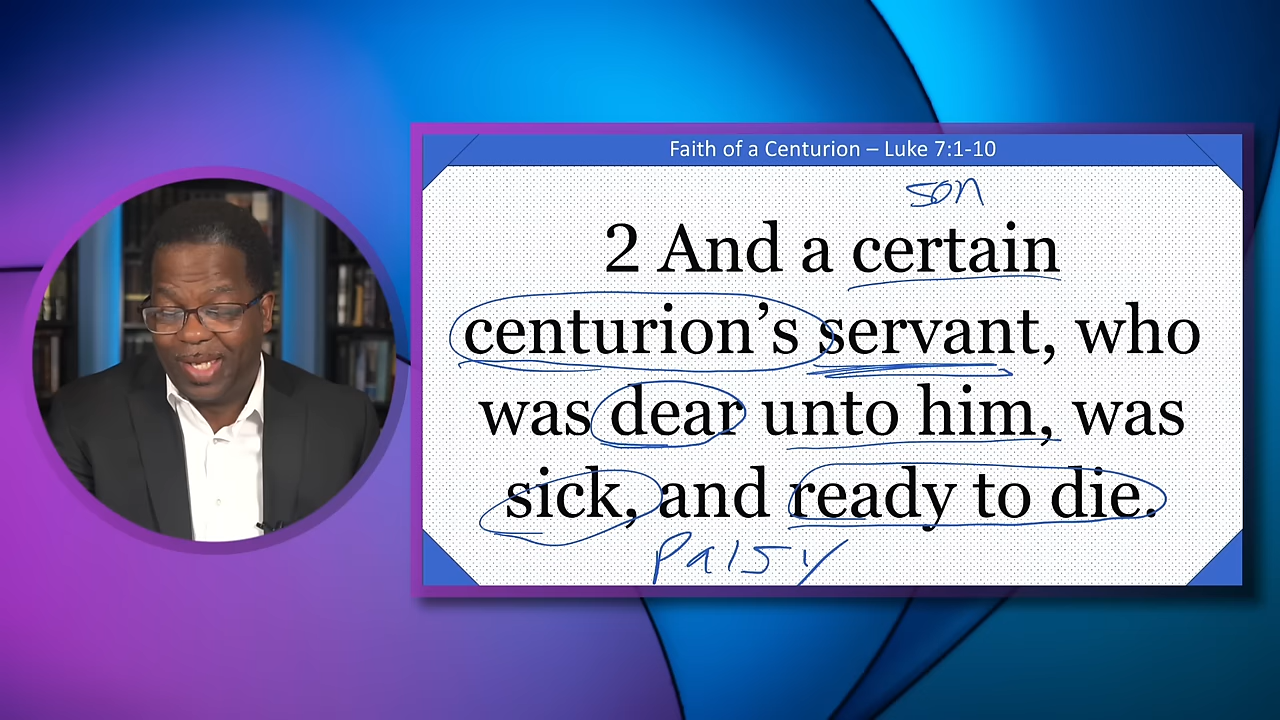 Faith of a Centurion – Luke 7:1-10
son
2 And a certain
centurion’s servant, who
was dear unto him, was
sick, and ready to die.
palsy